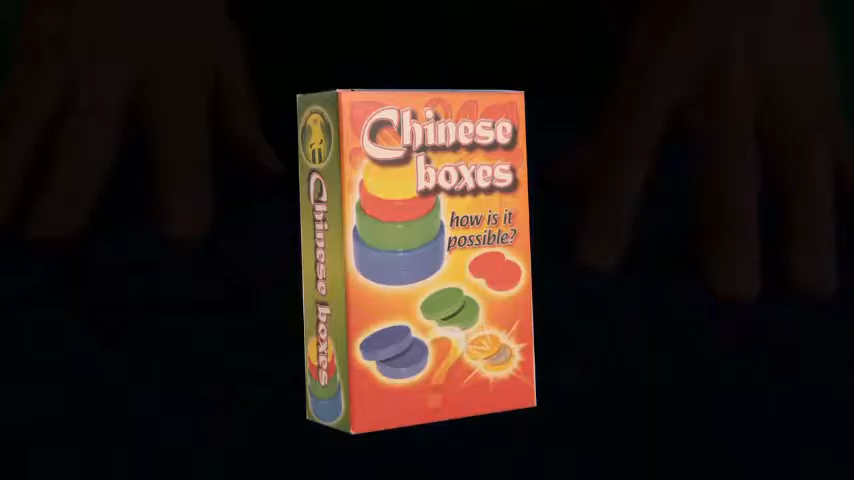 Chinese
boxes
how is it
possible?
Chinese boxes